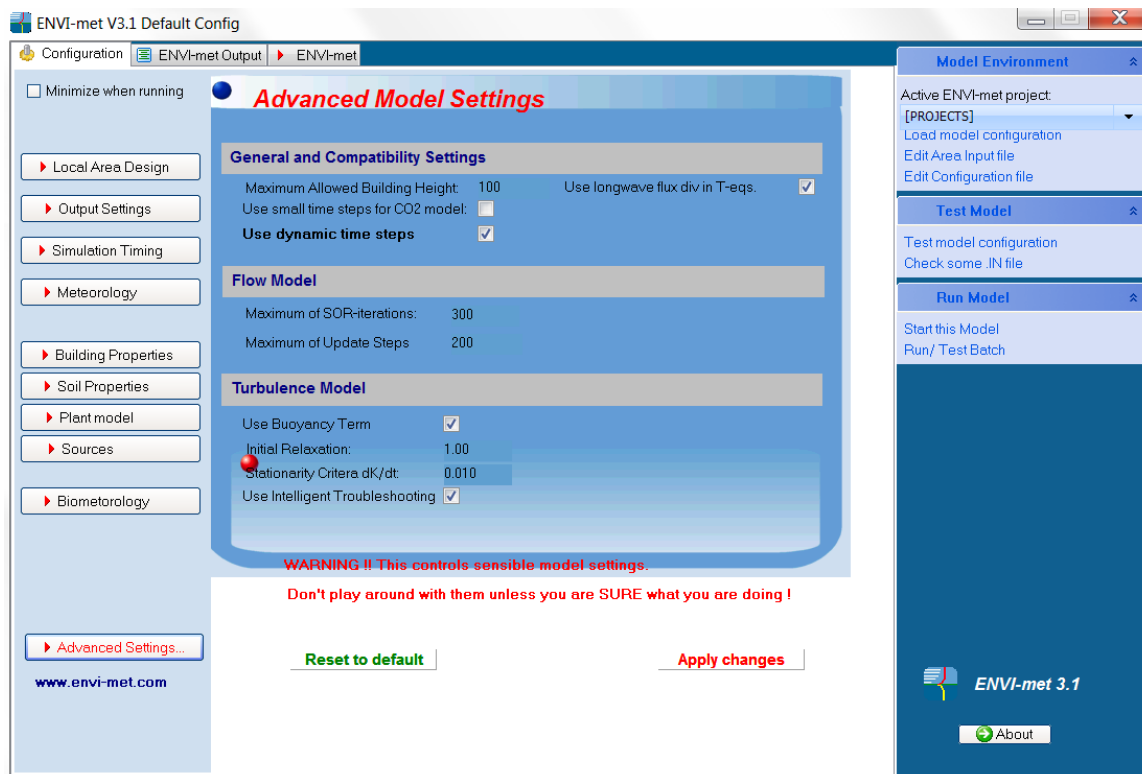 ENVI-met V3.1 Default Config
Configuration
ENVI-met Output
ENVI-met
Minimize when running
Local Area Design
Output Settings
Simulation Timing
Meteorology
Building Properties
Soil Properties
Plant model
Sources
Biometorology
Advanced Settings...
www.envi-met.com
Advanced Model Settings
General and Compatibility Settings
Maximum Allowed Building Height: 100 Use longwave flux div in T-eqs.
Use small time steps for CO2 model:
Use dynamic time steps
Flow Model
Maximum of SOR-iterations: 300
Maximum of Update Steps 200
Turbulence Model
Use Buoyancy Term
Initial Relaxation: 1.00
Stationarity Critera dK/dt: 0.010
Use Intelligent Troubleshooting
WARNING !! This controls sensible model settings.
Don't play around with them unless you are SURE what you are doing !
Reset to default
Apply changes
Model Environment
Active ENVI-met project:
[PROJECTS]
Load model configuration
Edit Area Input file
Edit Configuration file
Test Model
Test model configuration
Check some .IN file
Run Model
Start this Model
Run/ Test Batch
ENVI-met 3.1
About